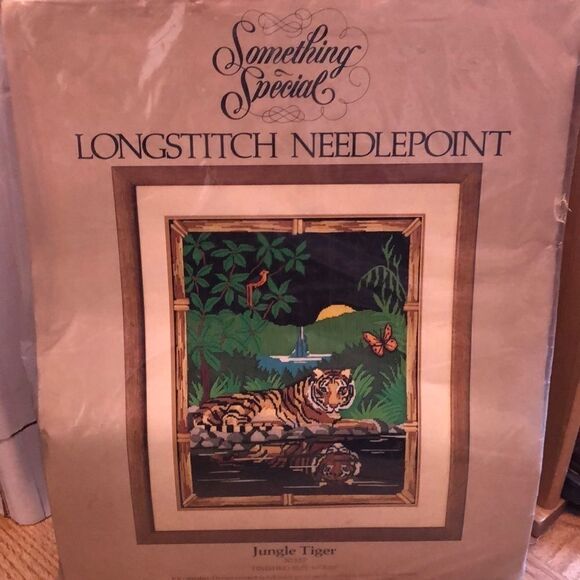 Something
Special
LONGSTITCH NEEDLEPOINT
Jungle Tiger